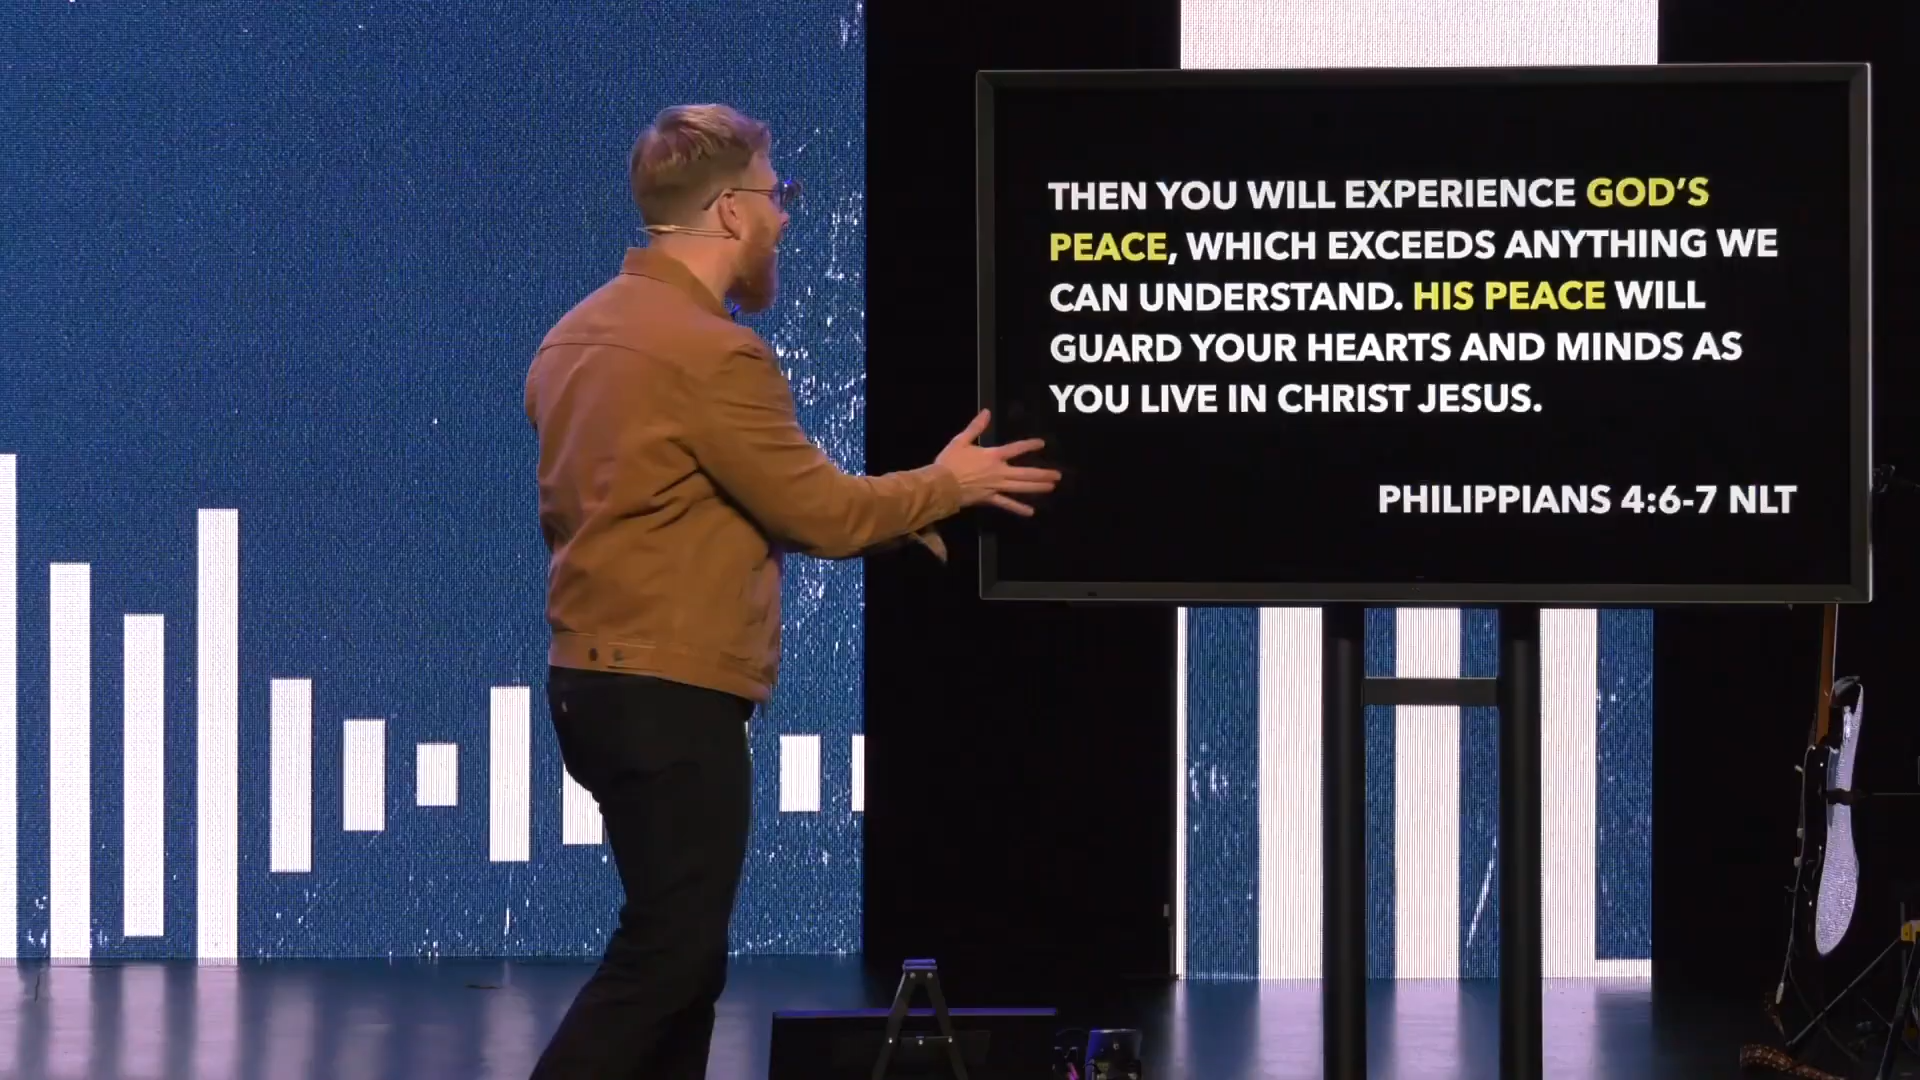 THEN YOU WILL EXPERIENCE GOD'S
PEACE, WHICH EXCEEDS ANYTHING WE
CAN UNDERSTAND. HIS PEACE WILL
GUARD YOUR HEARTS AND MINDS AS
YOU LIVE IN CHRIST JESUS.
PHILIPPIANS 4:6-7 NLT